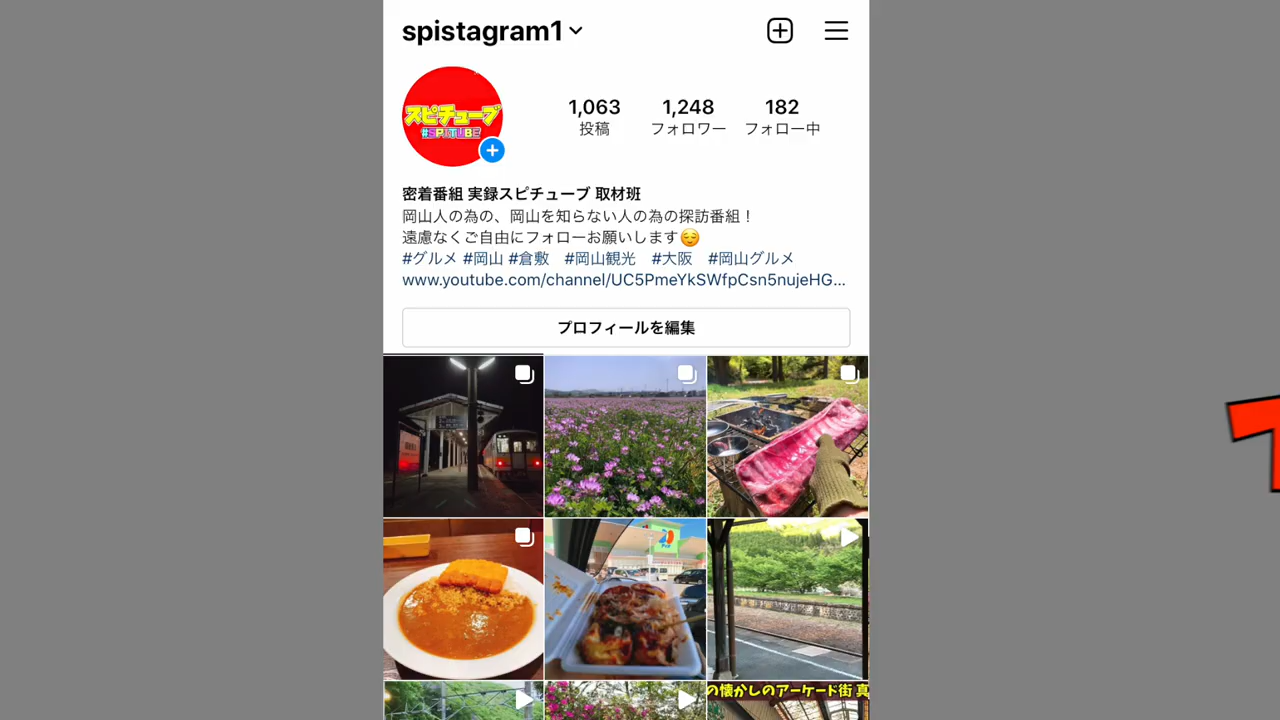 spistagram1
スピチューブ
#SPITUBE
1,063
投稿
1,248
フォロワー
182
フォロー中
密着番組 実録スピチューブ 取材班
岡山人の為の、岡山を知らない人の為の探訪番組！
遠慮なくご自由にフォローお願いします😌
#グルメ #岡山 #倉敷　#岡山観光　#大阪　#岡山グルメ
www.youtube.com/channel/UC5PmeYkSWfpCsn5nujeHG...
プロフィールを編集
の懐かしのアーケード街 真